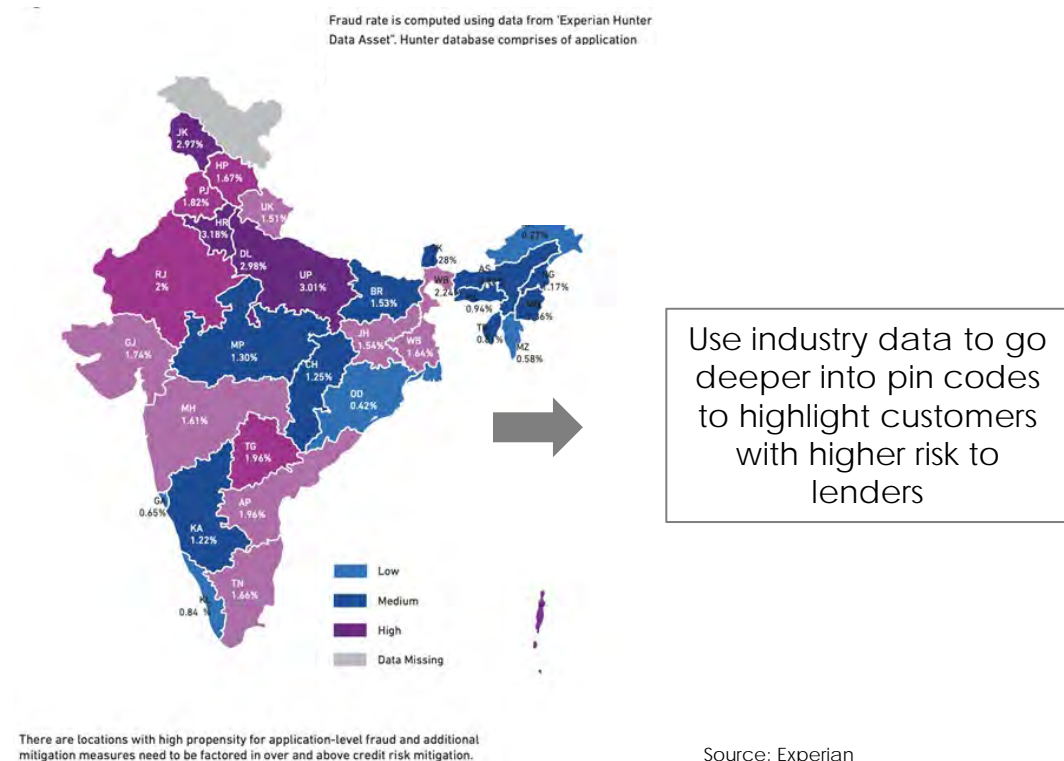 Fraud rate is computed using data from 'Experian Hunter
Data Asset". Hunter database comprises of application
JK
2.97%
HP
1.67%
PJ
1.82%
UK
1.51%
HR
3.18%
DL
2.98%
UP
3.01%
RJ
2%
BR
1.53%
WB
2.24%
AS
0.94%
MZ
0.58%
GJ
1.74%
MP
1.30%
JH
1.54%
WB
1.64%
CH
1.25%
OD
0.42%
MH
1.61%
TG
1.96%
0.65%
AP
1.96%
KA
1.22%
TN
1.66%
0.84 %
Low
Medium
High
Data Missing
Use industry data to go
deeper into pin codes
to highlight customers
with higher risk to
lenders
There are locations with high propensity for application-level fraud and additional
mitigation measures need to be factored in over and above credit risk mitigation.
Source: Experian